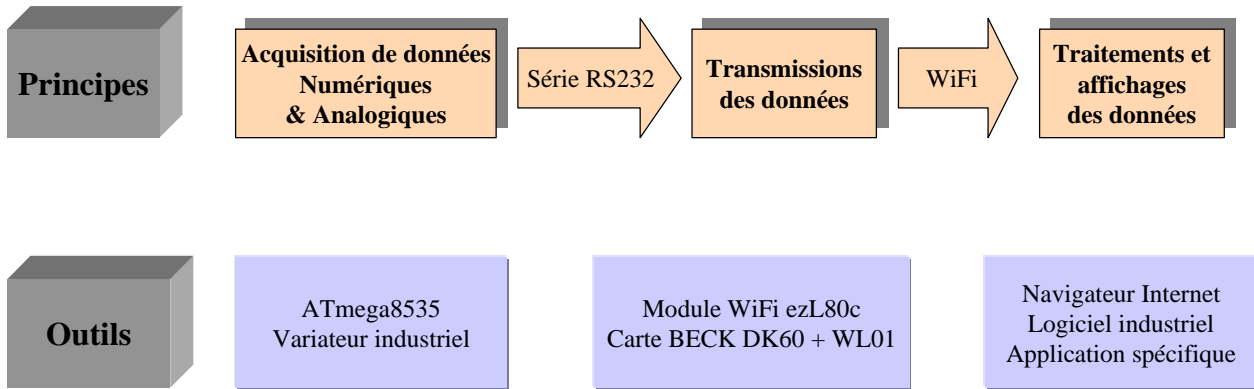 Principes
Acquisition de données
Numériques
& Analogiques
Série RS232
Transmissions
des données
WiFi
Traitements et
affichages
des données
Outils
ATmega8535
Variateur industriel
Module WiFi ezL80c
Carte BECK DK60 + WL01
Navigateur Internet
Logiciel industriel
Application spécifique